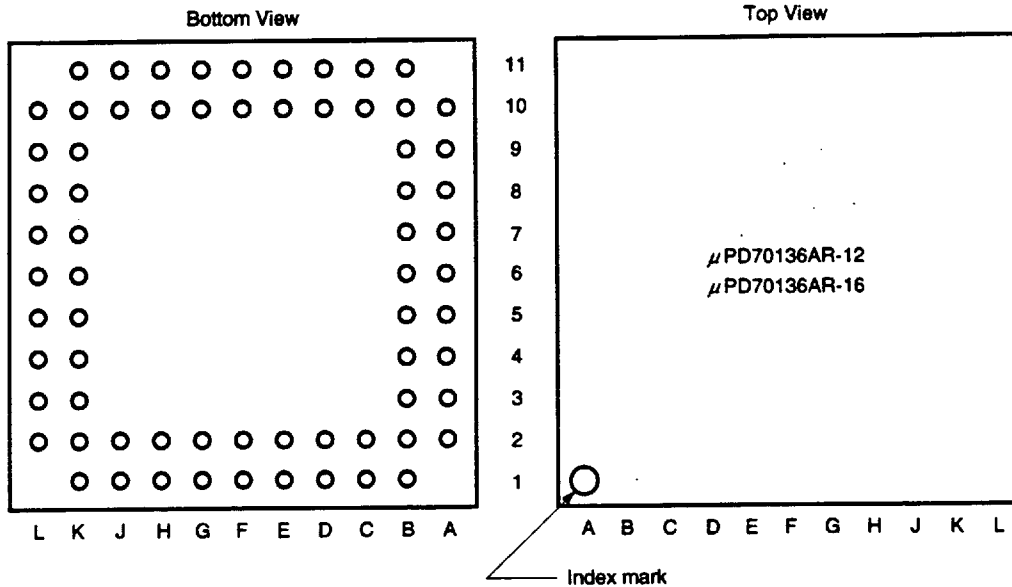 Bottom View
Top View
11
10
9
8
7
6
5
4
3
2
1
μPD70136AR-12
μPD70136AR-16
L K J H G F E D C B A
A B C D E F G H J K L
Index mark